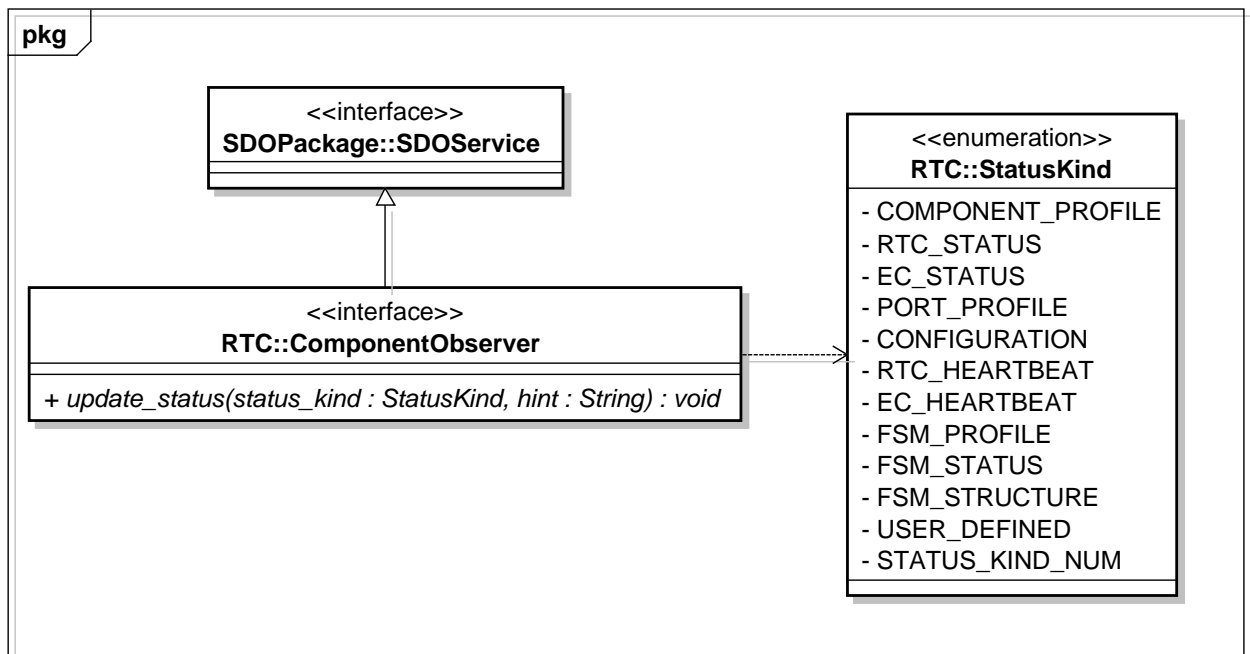 pkg
<<interface>>
SDOPackage::SDOService
<<interface>>
RTC::ComponentObserver
+ update_status(status_kind : StatusKind, hint : String) : void
<<enumeration>>
RTC::StatusKind
- COMPONENT_PROFILE
- RTC_STATUS
- EC_STATUS
- PORT_PROFILE
- CONFIGURATION
- RTC_HEARTBEAT
- EC_HEARTBEAT
- FSM_PROFILE
- FSM_STATUS
- FSM_STRUCTURE
- USER_DEFINED
- STATUS_KIND_NUM